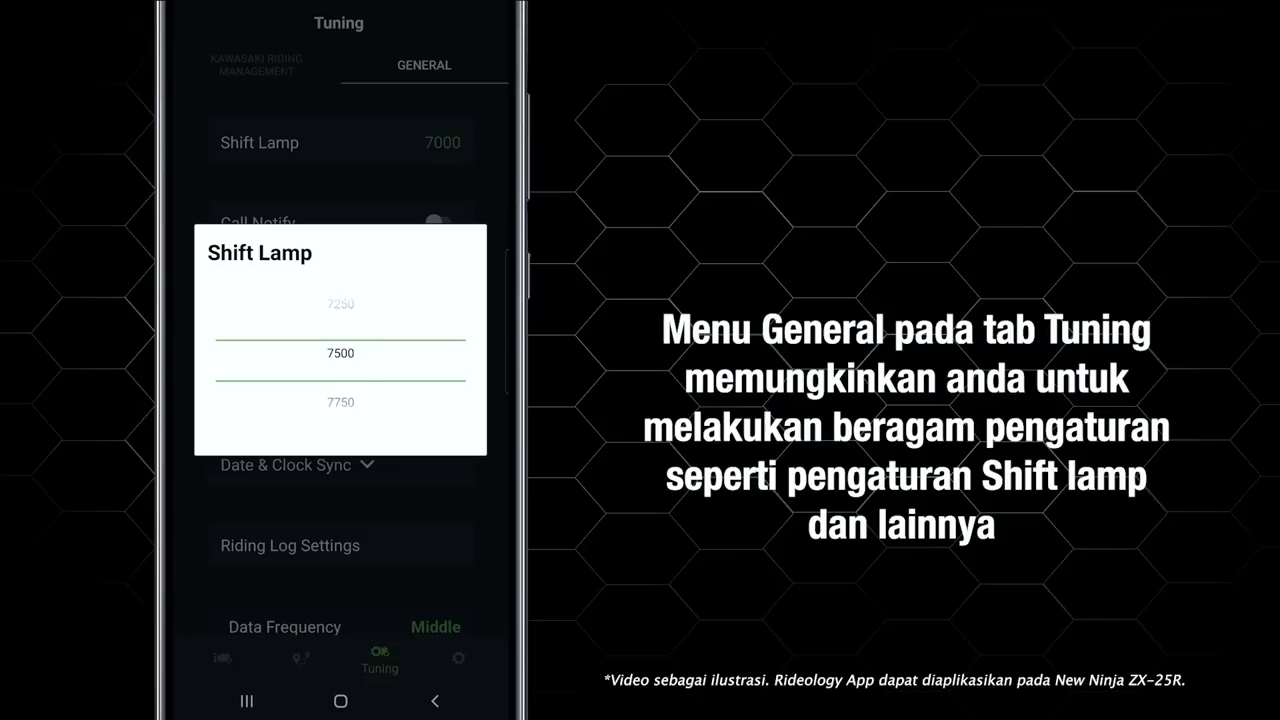 Tuning
KAWASAKI RIDING
MANAGEMENT
GENERAL
Shift Lamp 7000
Call Notify
Shift Lamp
7250
7500
7750
Date & Clock Sync
Riding Log Settings
Data Frequency Middle
Tuning
Menu General pada tab Tuning
memungkinkan anda untuk
melakukan beragam pengaturan
seperti pengaturan Shift lamp
dan lainnya
*Video sebagai ilustrasi. Rideology App dapat diaplikasikan pada New Ninja ZX-25R.